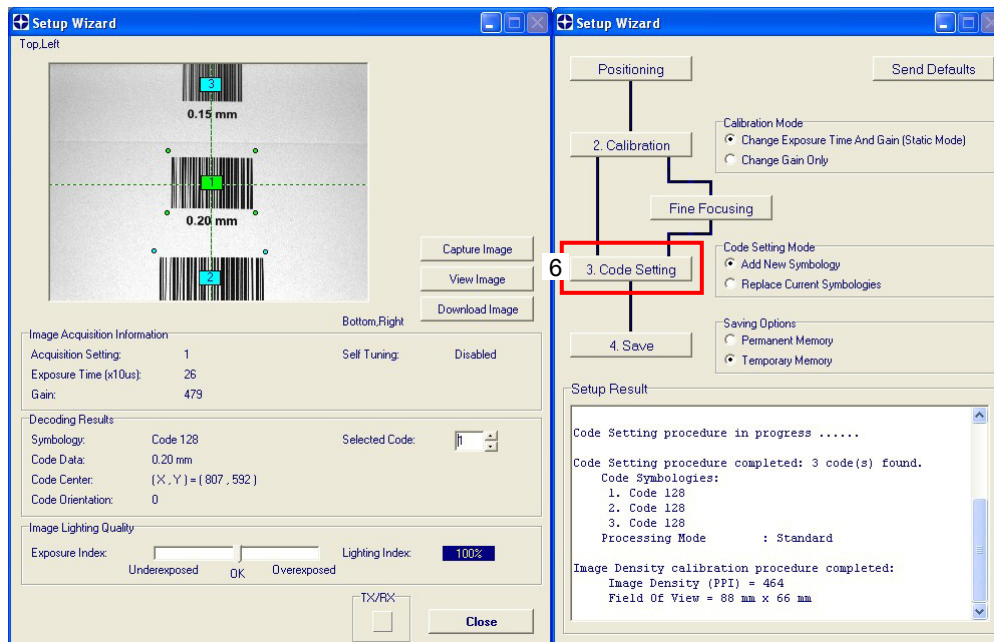 Setup Wizard
Top,Left
3
0.15 mm
1
0.20 mm
2
Capture Image
View Image
Download Image
Bottom,Right
Image Acquisition Information
Acquisition Setting: 1 Self Tuning: Disabled
Exposure Time (x10us): 26
Gain: 479
Decoding Results
Symbology: Code 128 Selected Code: 1
Code Data: 0.20 mm
Code Center: (X,Y)=(807,592)
Code Orientation: 0
Image Lighting Quality
Exposure Index: Lighting Index: 100%
Underexposed OK Overexposed
TX/RX
Close
Setup Wizard
Positioning
Send Defaults
2. Calibration
Calibration Mode
Change Exposure Time And Gain (Static Mode)
Change Gain Only
Fine Focusing
6
3. Code Setting
Code Setting Mode
Add New Symbology
Replace Current Symbologies
4. Save
Saving Options
Permanent Memory
Temporary Memory
Setup Result
Code Setting procedure in progress ......
Code Setting procedure completed: 3 code(s) found.
Code Symbologies:
1. Code 128
2. Code 128
3. Code 128
Processing Mode : Standard
Image Density calibration procedure completed:
Image Density (PPI) = 464
Field Of View = 88 mm x 66 mm